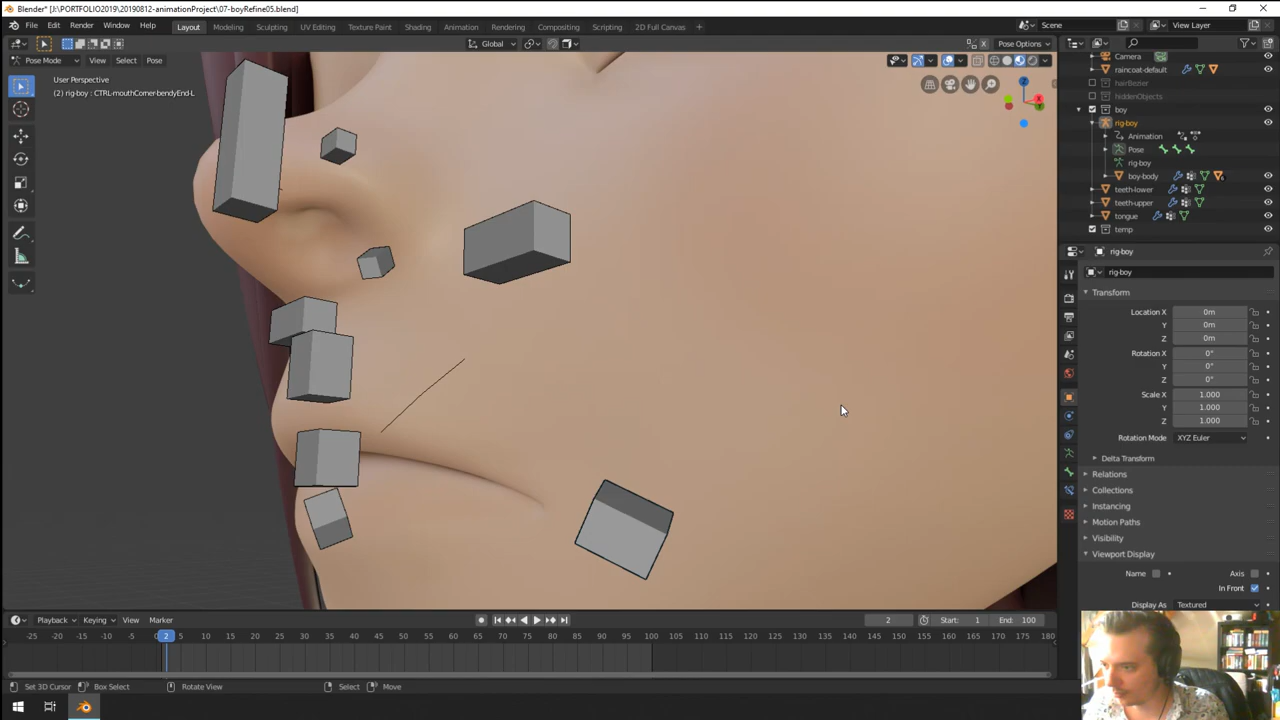 Blender* [J:\PORTFOLIO2019\20190812-animationProject\07-boyRefine05.blend]
File Edit Render Window Help Layout Modeling Sculpting UV Editing Texture Paint Shading Animation Rendering Compositing Scripting 2D Full Canvas + Scene View Layer
Global Pose Options
Pose Mode View Select Pose
User Perspective
(2) rig-boy : CTRL-mouthCorner-bendyEnd-L
Camera
raincoat-default
hairBezier
hiddenObjects
boy
rig-boy
Animation
Pose
rig-boy
boy-body
teeth-lower
teeth-upper
tongue
temp
rig-boy
rig-boy
Transform
Location X 0m
Y 0m
Z 0m
Rotation X 0°
Y 0°
Z 0°
Scale X 1.000
Y 1.000
Z 1.000
Rotation Mode XYZ Euler
Delta Transform
Relations
Collections
Instancing
Motion Paths
Visibility
Viewport Display
Name Axis
In Front
Display As Textured
Playback Keying View Marker 2 Start: 1 End: 100
-25 -20 -15 -10 -5 0 2 5 10 15 20 25 30 35 40 45 50 55 60 65 70 75 80 85 90 95 100 105 110 115 120 125 130 135 140 145 150 155 160 165 170 175 180
Set 3D Cursor Box Select Rotate View Select Move